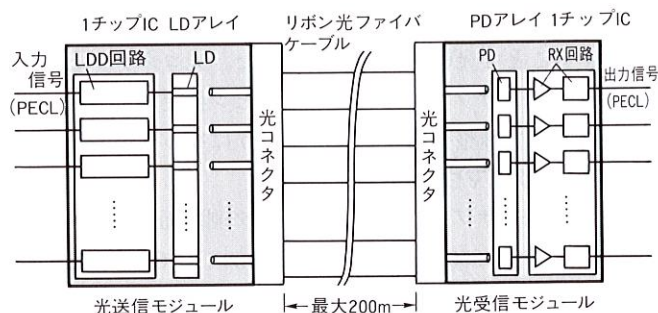 1チップIC LDアレイ
リボン光ファイバ
ケーブル
PDアレイ 1チップIC
入力
信号
(PECL)
LDD回路
LD
光コネクタ
光コネクタ
PD
RX回路
出力信号
(PECL)
光送信モジュール
最大200m
光受信モジュール